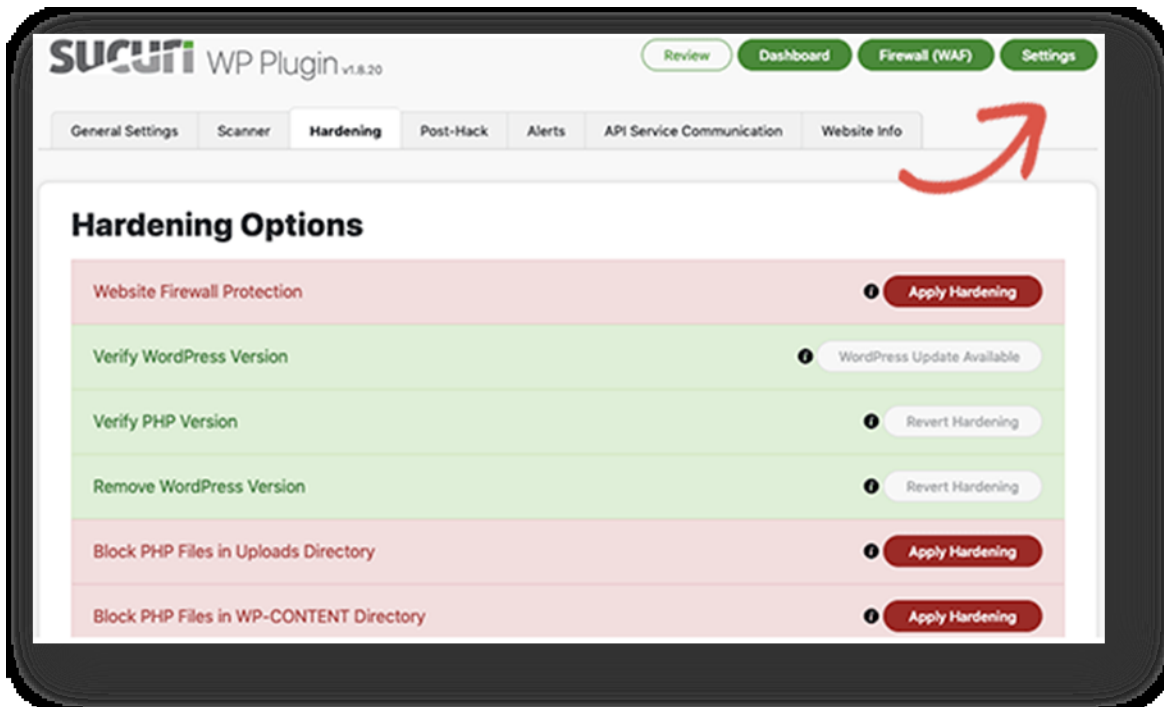 SUCURI WP Plugin v1.8.20
Review Dashboard Firewall (WAF) Settings
General Settings Scanner Hardening Post-Hack Alerts API Service Communication Website Info
Hardening Options
Website Firewall Protection i Apply Hardening
Verify WordPress Version i WordPress Update Available
Verify PHP Version i Revert Hardening
Remove WordPress Version i Revert Hardening
Block PHP Files in Uploads Directory i Apply Hardening
Block PHP Files in WP-CONTENT Directory i Apply Hardening